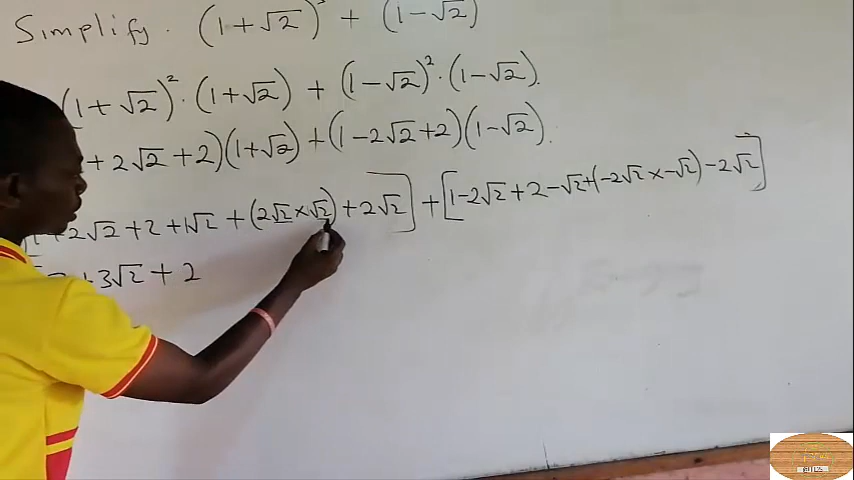 Simplify. (1+√2)³ + (1-√2)
(1+√2)²·(1+√2) + (1-√2)²·(1-√2).
+2√2+2)(1+√2) + (1-2√2+2)(1-√2).
+2√2+2+1√2+(2√2×√2)+2√2] + [1-2√2+2-√2+(-2√2×-√2)-2√2]
+3√2+2